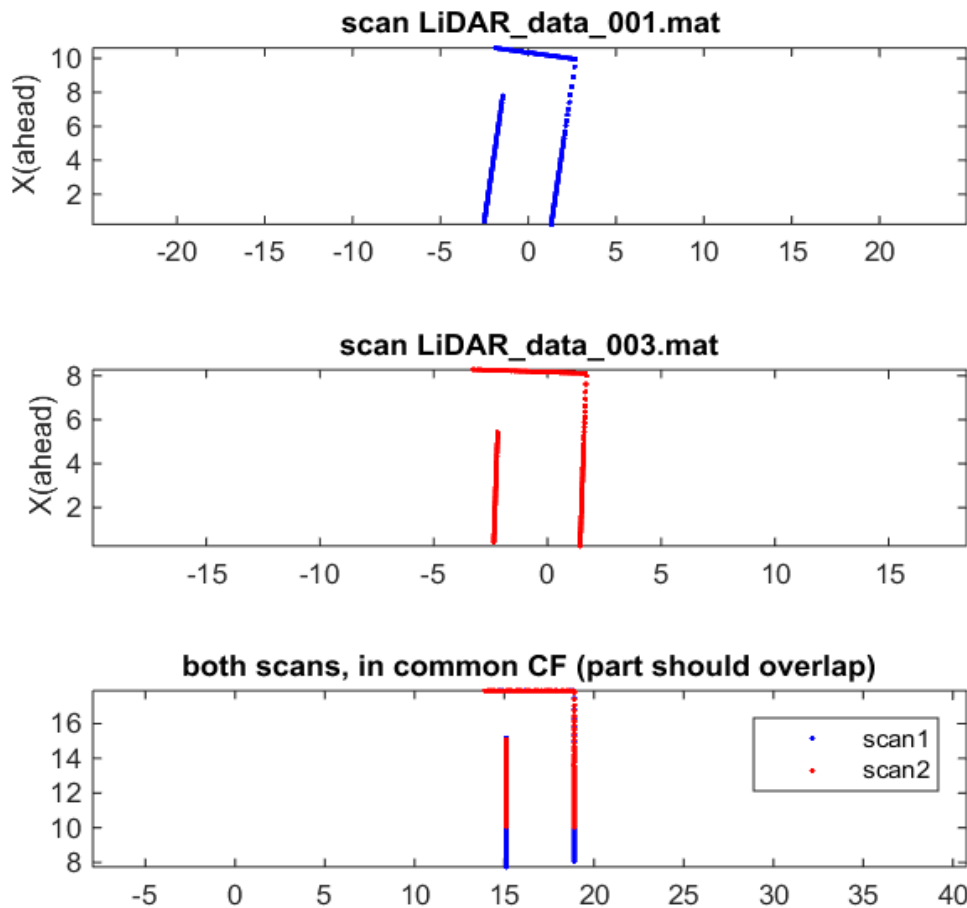 scan LiDAR_data_001.mat
10
8
6
4
2
X(ahead)
-20 -15 -10 -5 0 5 10 15 20
scan LiDAR_data_003.mat
8
6
4
2
X(ahead)
-15 -10 -5 0 5 10 15
both scans, in common CF (part should overlap)
16
14
12
10
8
scan1
scan2
-5 0 5 10 15 20 25 30 35 40